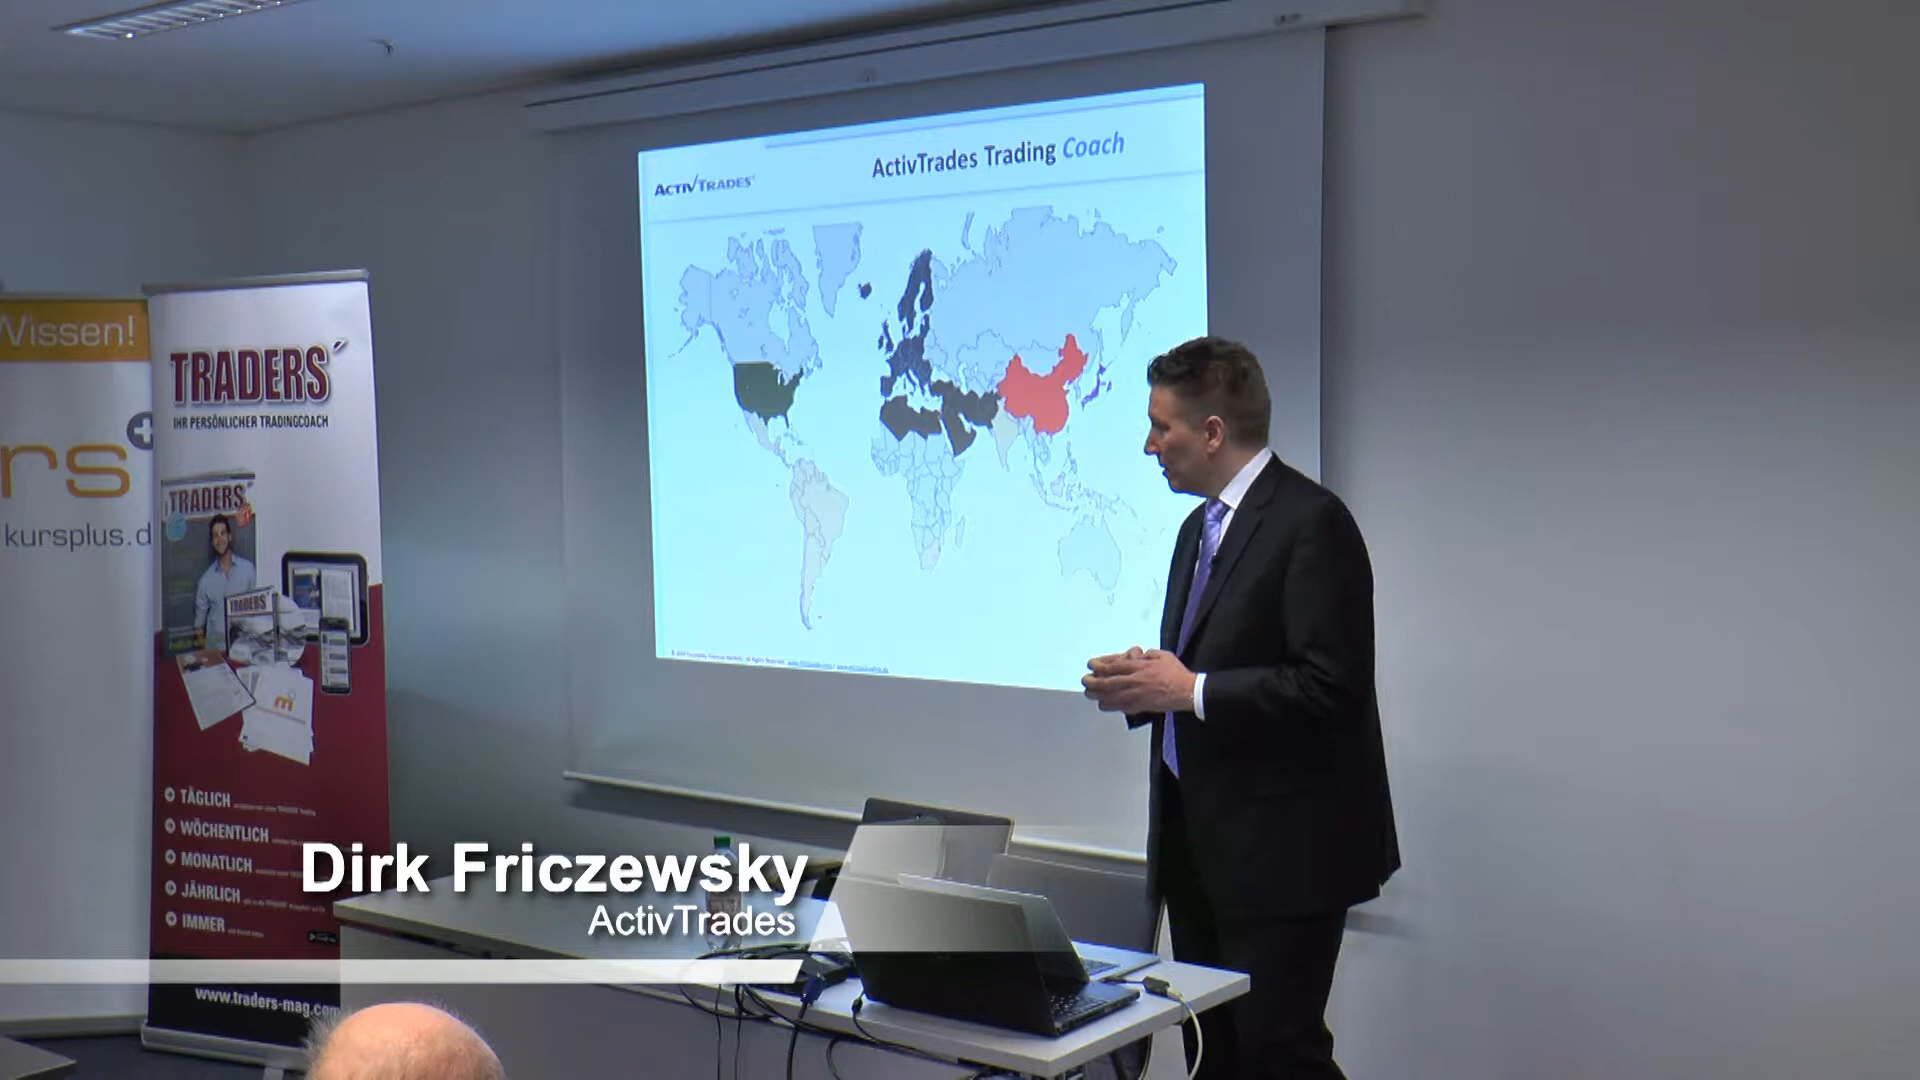 ActivTrades Trading Coach
ACTIVTRADES
Wissen!
rs+
kursplus.d
TRADERS´
IHR PERSÖNLICHER TRADINGCOACH
TRADERS´
TRADERS´
TÄGLICH
WÖCHENTLICH
MONATLICH
JÄHRLICH
IMMER
www.traders-mag.com
Dirk Friczewsky
ActivTrades